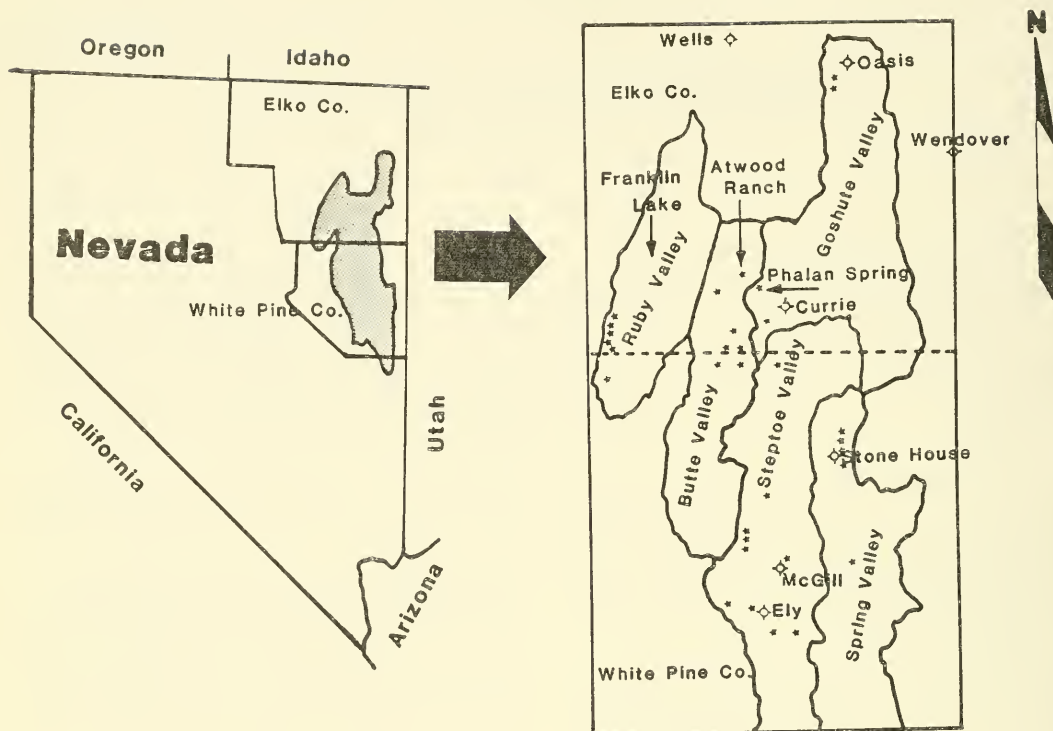 Oregon
Idaho
Elko Co.
Nevada
White Pine Co.
California
Utah
Arizona
N
Wells
Oasis
Elko Co.
Wendover
Franklin
Lake
Atwood
Ranch
Goshute Valley
Ruby Valley
Phalan Spring
Currie
Butte Valley
Steptoe Valley
Stone House
McGill
Ely
Spring Valley
White Pine Co.